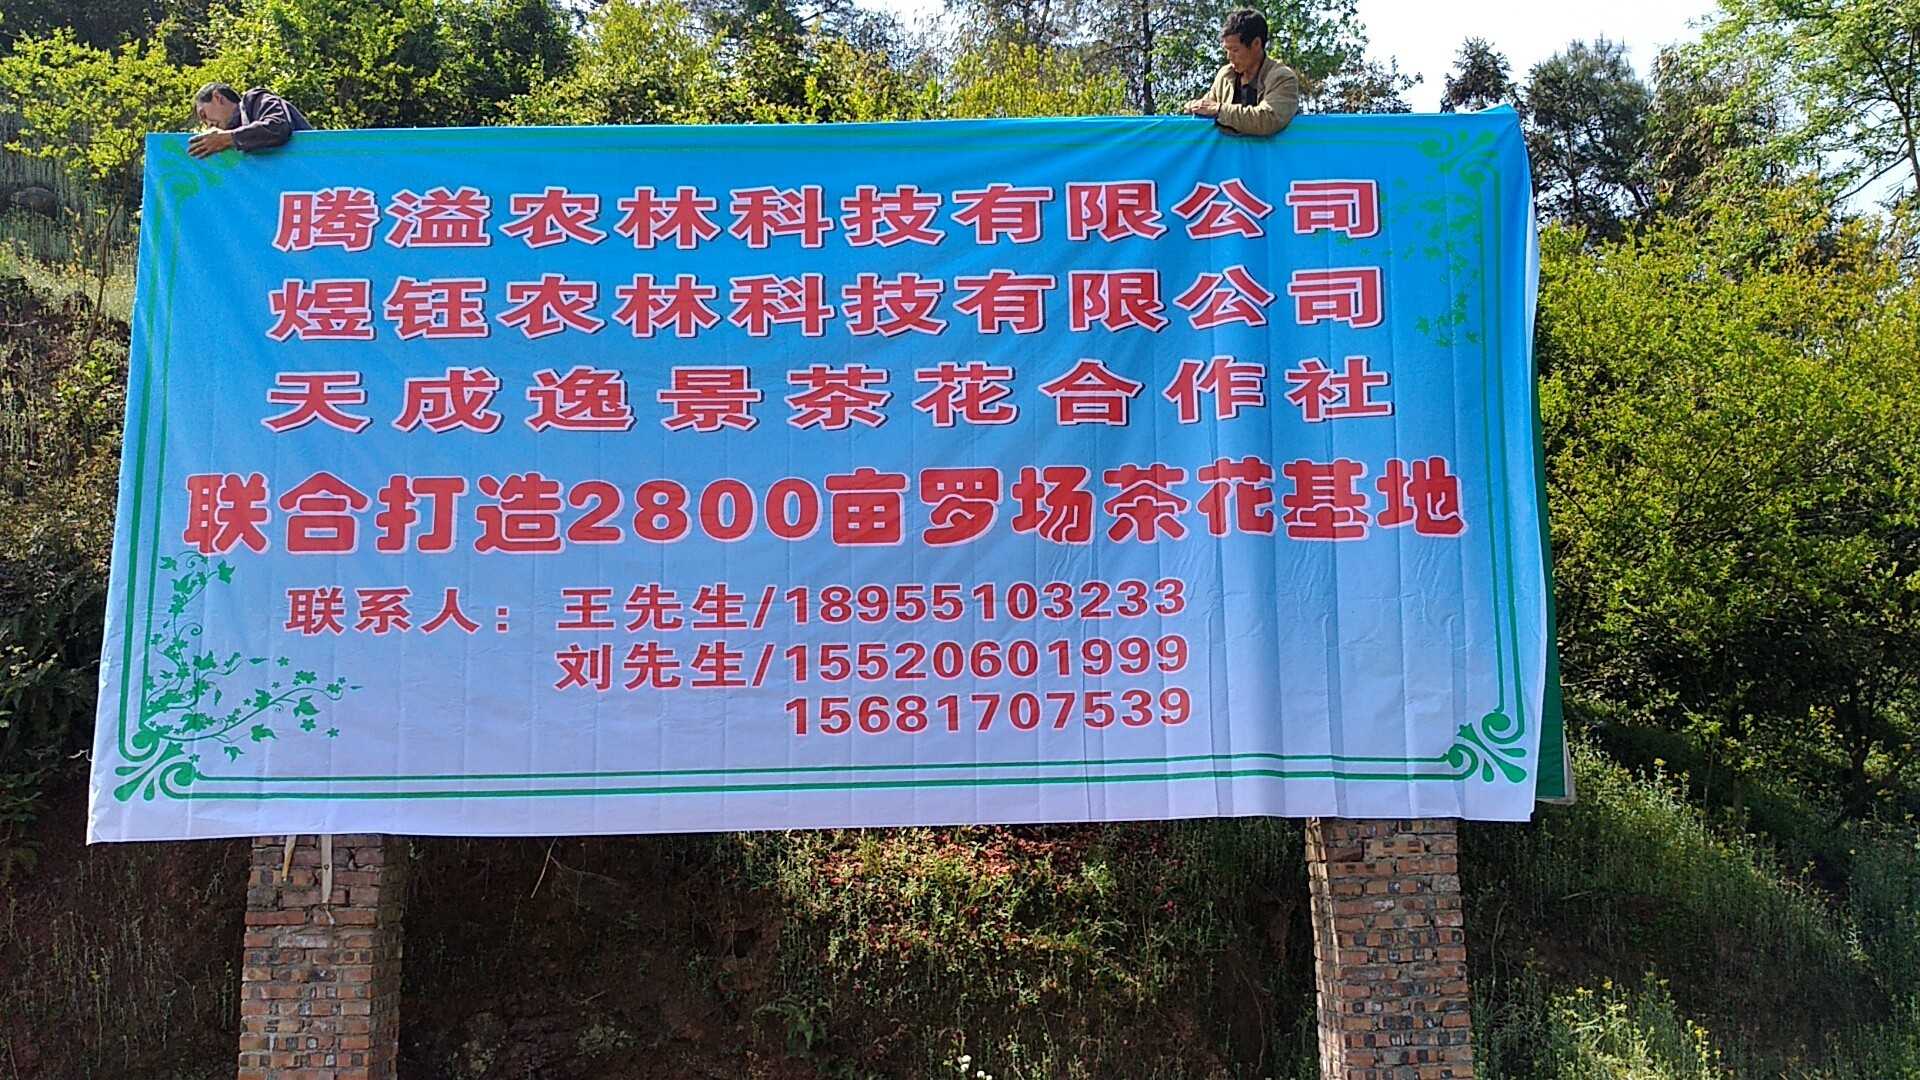 腾溢农林科技有限公司
煜钰农林科技有限公司
天成逸景茶花合作社
联合打造2800亩罗场茶花基地
联系人：王先生/18955103233
刘先生/15520601999
15681707539